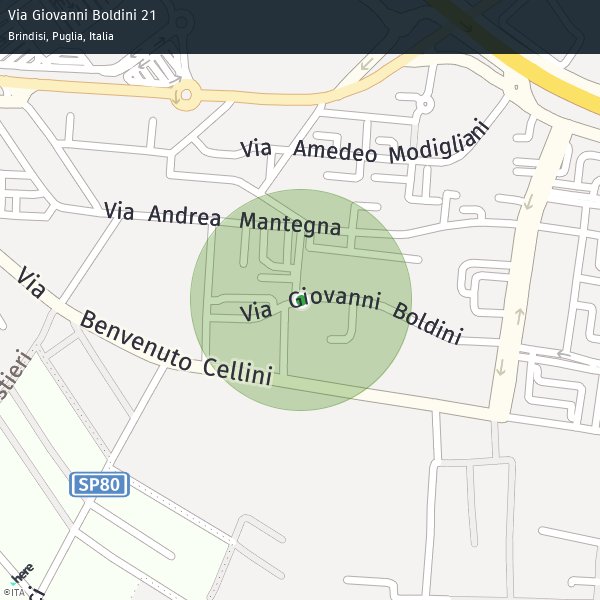 Via Giovanni Boldini 21
Brindisi, Puglia, Italia
Via Amedeo Modigliani
Via Andrea Mantegna
Via Giovanni Boldini
Via Benvenuto Cellini
stieri
SP80
here
©ITA
ci